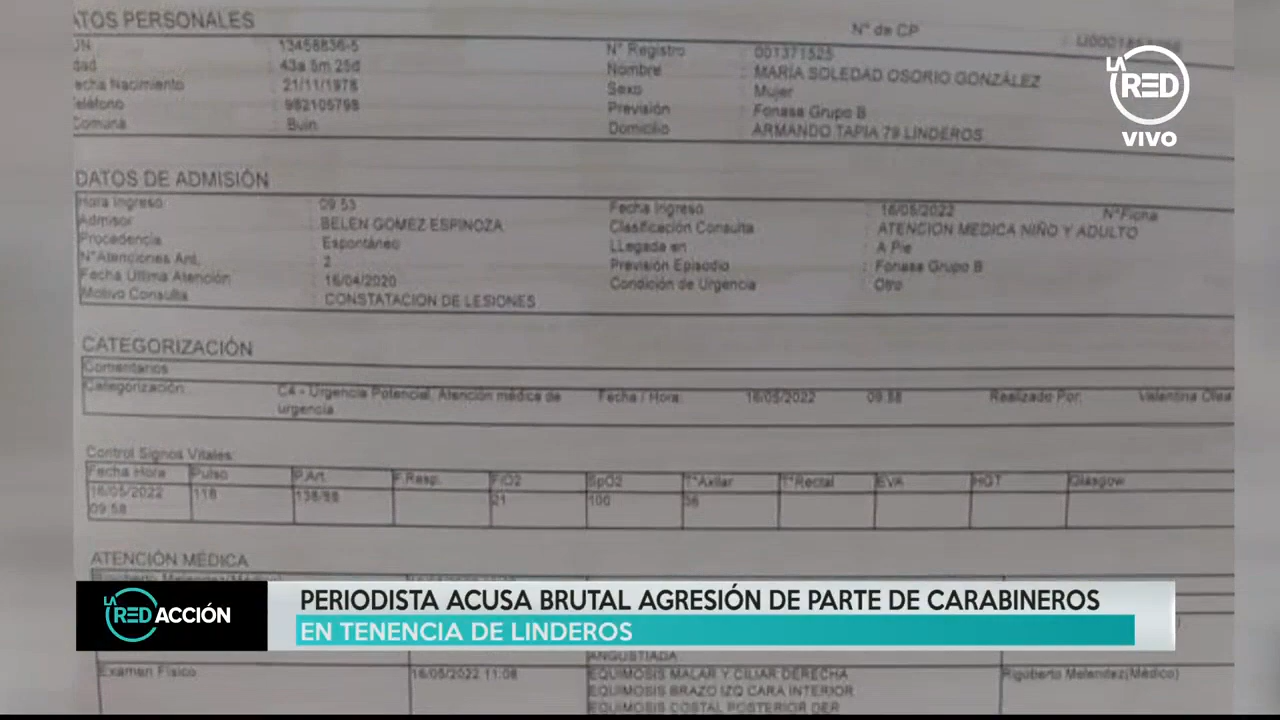 DATOS PERSONALES
N° de CP
13458836-5
N° Registro : 001371525
43a 5m 25d
Nombre : MARIA SOLEDAD OSORIO GONZÁLEZ
Fecha Nacimiento : 21/11/1978
Sexo : Mujer
Teléfono : 982105798
Previsión : Fonasa Grupo B
Comuna : Buin
Domicilio : ARMANDO TAPIA 79 LINDEROS
LA RED
VIVO
DATOS DE ADMISIÓN
Hora Ingreso : 09:53
Fecha Ingreso : 16/05/2022
N°Ficha
Admisor : BELEN GOMEZ ESPINOZA
Clasificación Consulta : ATENCION MEDICA NIÑO Y ADULTO
Procedencia : Espontáneo
LLegada en : A Pie
N°Atenciones Ant. : 2
Previsión Episodio : Fonasa Grupo B
Fecha Ultima Atención : 16/04/2020
Condición de Urgencia : Otro
Motivo Consulta : CONSTATACION DE LESIONES
CATEGORIZACIÓN
Comentarios
Categorización C4 - Urgencia Potencial. Atención médica de urgencia Fecha / Hora: 16/05/2022 09:58 Realizado Por: Valentina Olea
Control Signos Vitales:
Fecha Hora Pulso P.Art. F.Resp. FiO2 SpO2 T°Axilar T°Rectal EVA HGT Glasgow
16/05/2022 09:58 118 138/98 21 100 36
ATENCIÓN MÉDICA
LA RED ACCIÓN
PERIODISTA ACUSA BRUTAL AGRESIÓN DE PARTE DE CARABINEROS
EN TENENCIA DE LINDEROS
ANGUSTIADA
Examen Físico 16/05/2022 11:08 EQUIMOSIS MALAR Y CILIAR DERECHA Rigoberto Melendez(Médico)
EQUIMOSIS BRAZO IZQ CARA INTERIOR
EQUIMOSIS COSTAL POSTERIOR DER